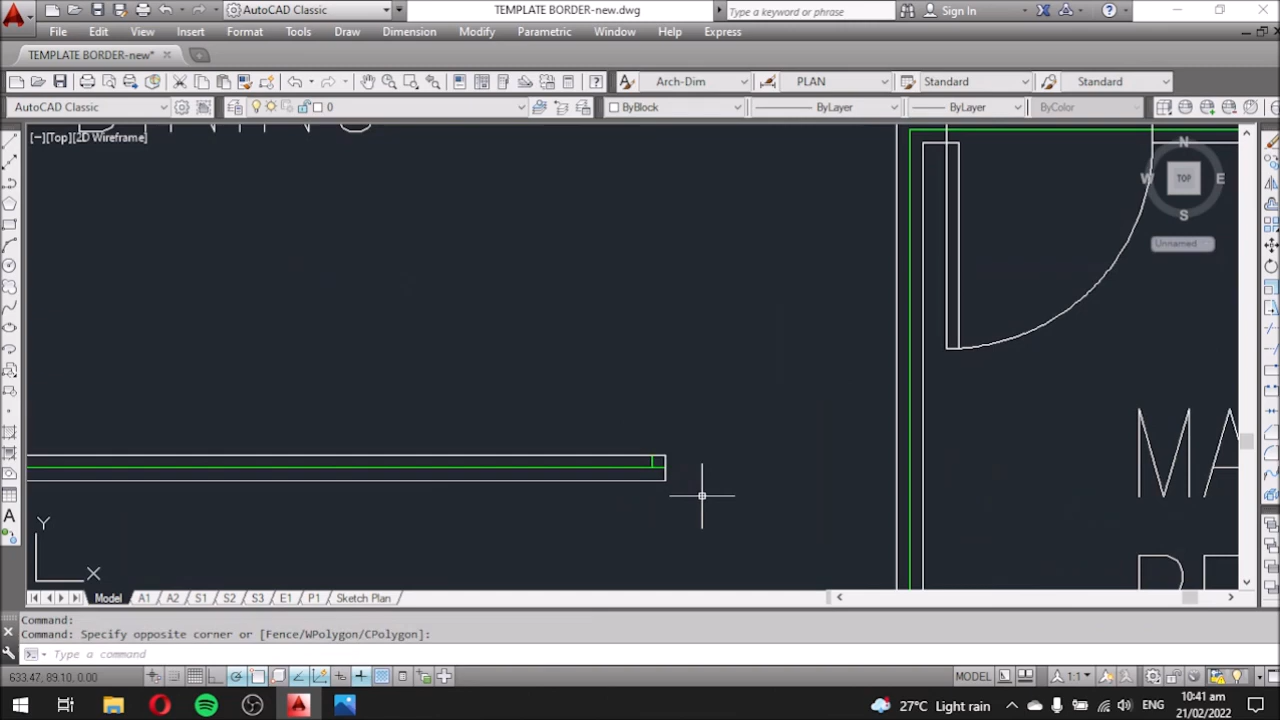 AutoCAD Classic
TEMPLATE BORDER-new.dwg
Type a keyword or phrase
Sign In
File Edit View Insert Format Tools Draw Dimension Modify Parametric Window Help Express
TEMPLATE BORDER-new*
Arch-Dim PLAN Standard Standard
AutoCAD Classic 0 ByBlock ByLayer ByLayer ByColor
[−][Top][2D Wireframe]
N
W TOP E
S
Unnamed
MA
Y
X
Model A1 A2 S1 S2 S3 E1 P1 Sketch Plan
Command:
Command: Specify opposite corner or [Fence/WPolygon/CPolygon]:
Type a command
633.47, 89.10, 0.00 MODEL 1:1
27°C Light rain ENG 10:41 am
21/02/2022